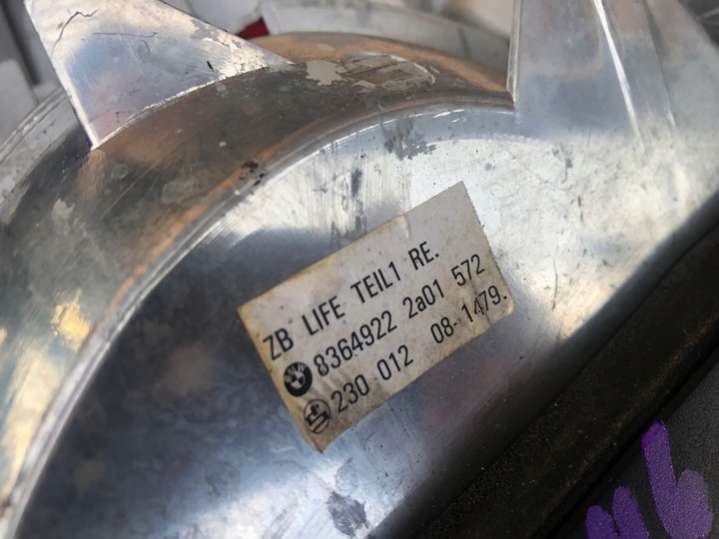 ZB LIFE TEIL1 RE.
8364922 2a01 572
230 012 08-1479.